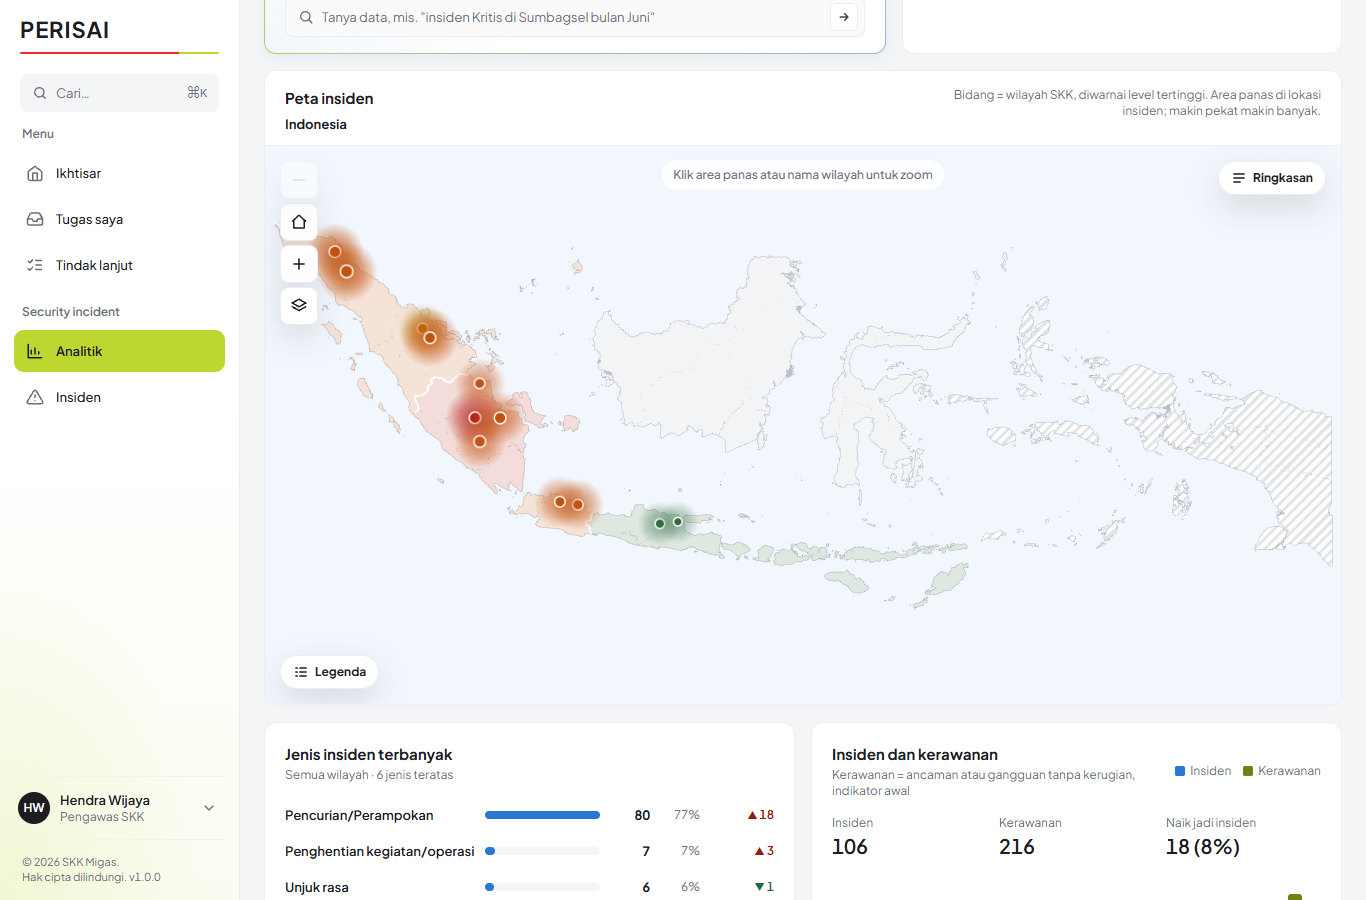 PERISAI
Cari...
⌘K
Menu
Ikhtisar
Tugas saya
Tindak lanjut
Security incident
Analitik
Insiden
HW
Hendra Wijaya
Pengawas SKK
© 2026 SKK Migas.
Hak cipta dilindungi. v1.0.0
Tanya data, mis. "insiden Kritis di Sumbagsel bulan Juni"
Peta insiden
Indonesia
Bidang = wilayah SKK, diwarnai level tertinggi. Area panas di lokasi
insiden; makin pekat makin banyak.
Klik area panas atau nama wilayah untuk zoom
Ringkasan
Legenda
Jenis insiden terbanyak
Semua wilayah · 6 jenis teratas
Pencurian/Perampokan 80 77% ▲18
Penghentian kegiatan/operasi 7 7% ▲3
Unjuk rasa 6 6% ▼1
Insiden dan kerawanan
Kerawanan = ancaman atau gangguan tanpa kerugian,
indikator awal
Insiden Kerawanan
Insiden Kerawanan Naik jadi insiden
106 216 18 (8%)